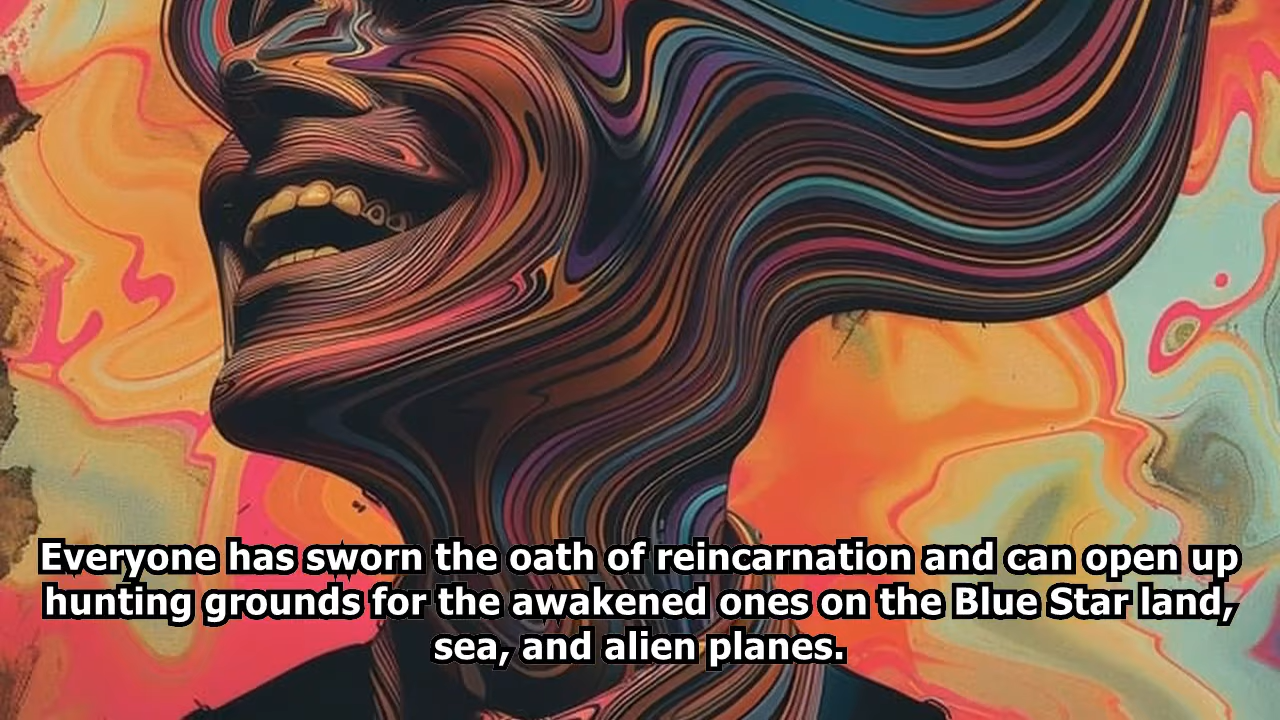 Everyone has sworn the oath of reincarnation and can open up
hunting grounds for the awakened ones on the Blue Star land,
sea, and alien planes.